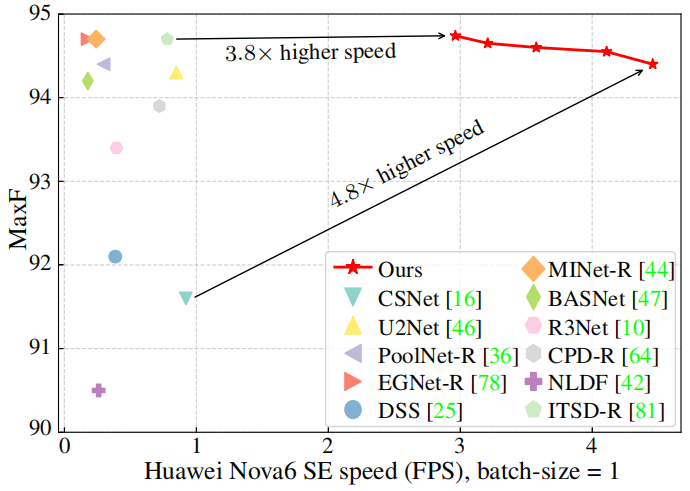 95
94
93
92
91
90
MaxF
3.8× higher speed
4.8× higher speed
Ours
CSNet [16]
U2Net [46]
PoolNet-R [36]
EGNet-R [78]
DSS [25]
MINet-R [44]
BASNet [47]
R3Net [10]
CPD-R [64]
NLDF [42]
ITSD-R [81]
0 1 2 3 4
Huawei Nova6 SE speed (FPS), batch-size = 1